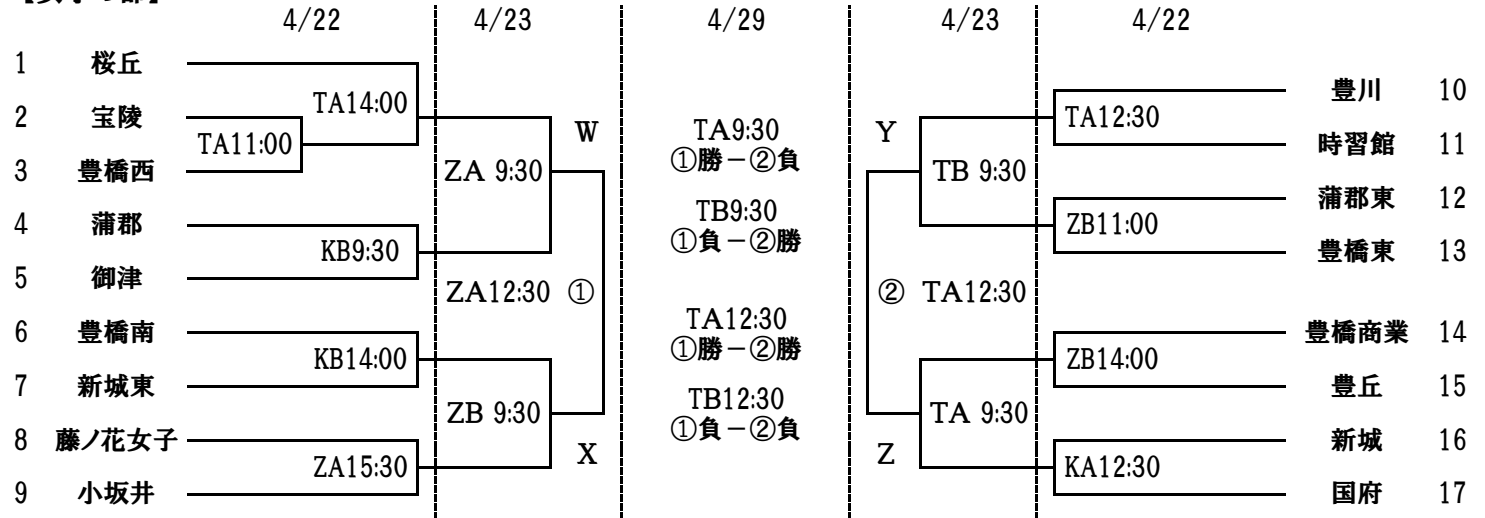 4/22 4/23 4/29 4/23 4/22
1 桜丘
2 宝陵
3 豊橋西
4 蒲郡
5 御津
6 豊橋南
7 新城東
8 藤ノ花女子
9 小坂井
TA14:00
TA11:00
KB9:30
KB14:00
ZA15:30
ZA 9:30
ZA12:30 ①
ZB 9:30
W
X
TA9:30
①勝－②負
TB9:30
①負－②勝
TA12:30
①勝－②勝
TB12:30
①負－②負
Y
Z
TB 9:30
② TA12:30
TA 9:30
TA12:30
ZB11:00
ZB14:00
KA12:30
豊川 10
時習館 11
蒲郡東 12
豊橋東 13
豊橋商業 14
豊丘 15
新城 16
国府 17